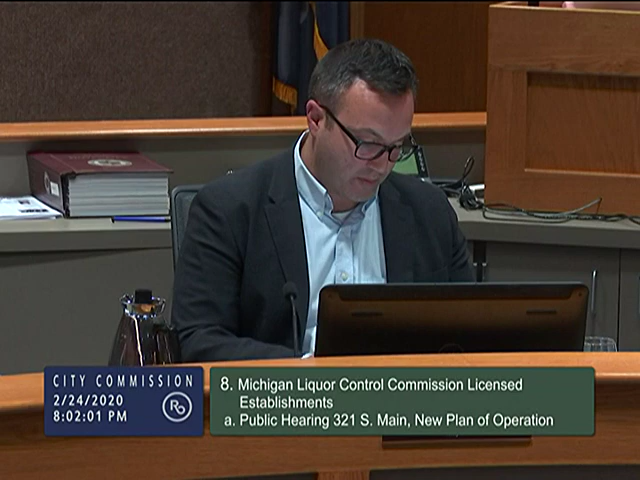 CITY COMMISSION
2/24/2020
8:02:01 PM
RO
8. Michigan Liquor Control Commission Licensed
Establishments
a. Public Hearing 321 S. Main, New Plan of Operation